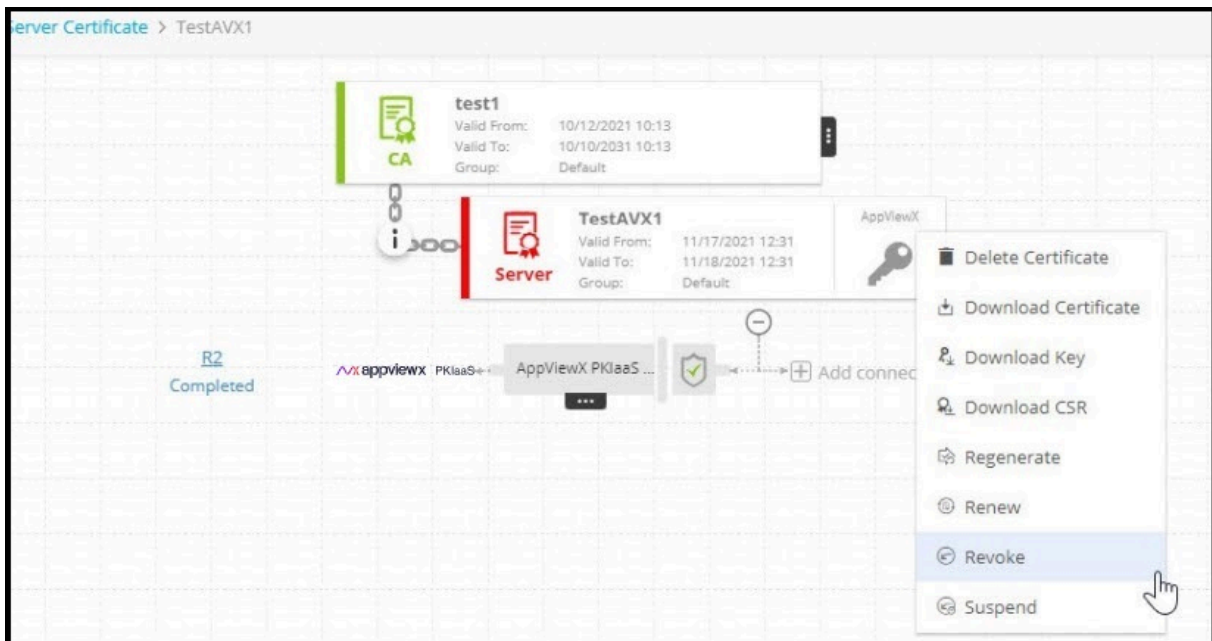 Server Certificate > TestAVX1
test1
Valid From: 10/12/2021 10:13
Valid To: 10/10/2031 10:13
Group: Default
CA
TestAVX1
Valid From: 11/17/2021 12:31
Valid To: 11/18/2021 12:31
Group: Default
Server
AppViewX
R2
Completed
appviewx PKIaaS
AppViewX PKIaaS ...
Add connec
Delete Certificate
Download Certificate
Download Key
Download CSR
Regenerate
Renew
Revoke
Suspend